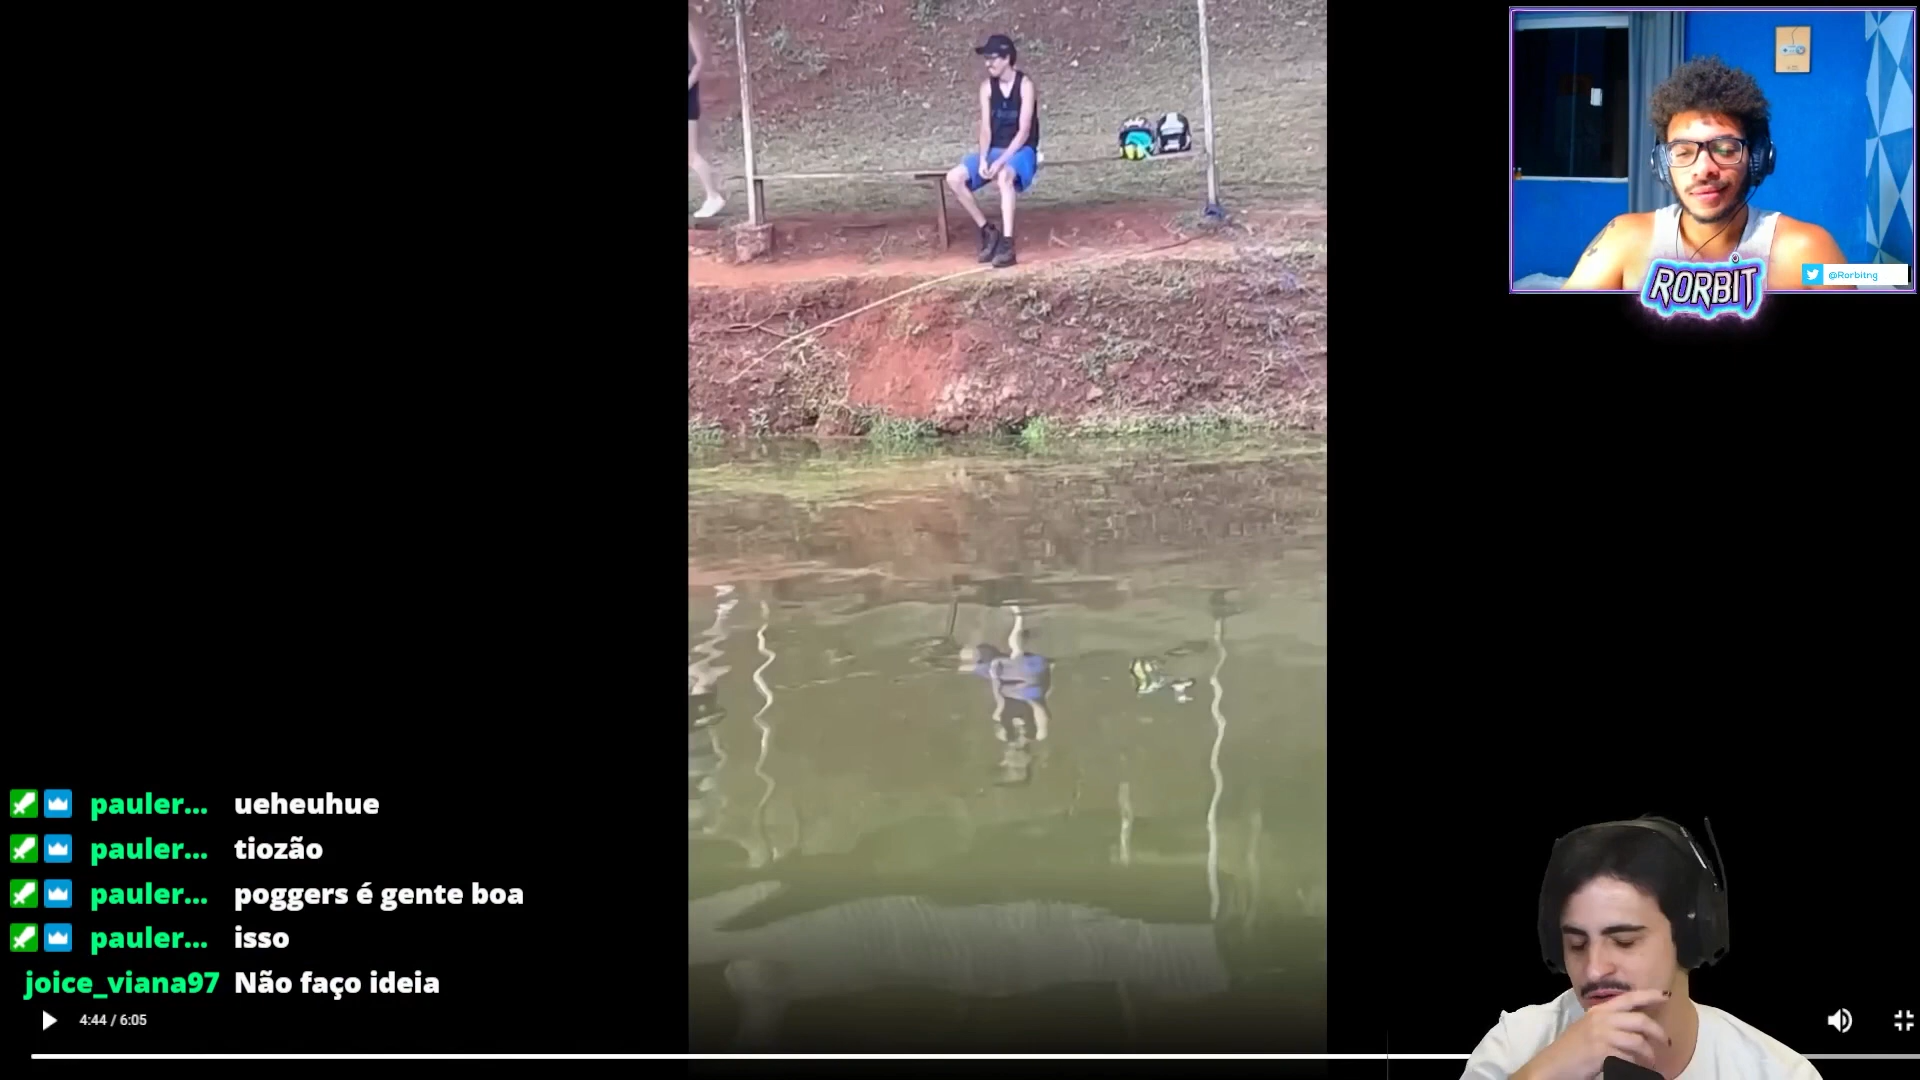 RORBIT
@Rorbitng
pauler... ueheuhue
pauler... tiozão
pauler... poggers é gente boa
pauler... isso
joice_viana97 Não faço ideia
4:44 / 6:05